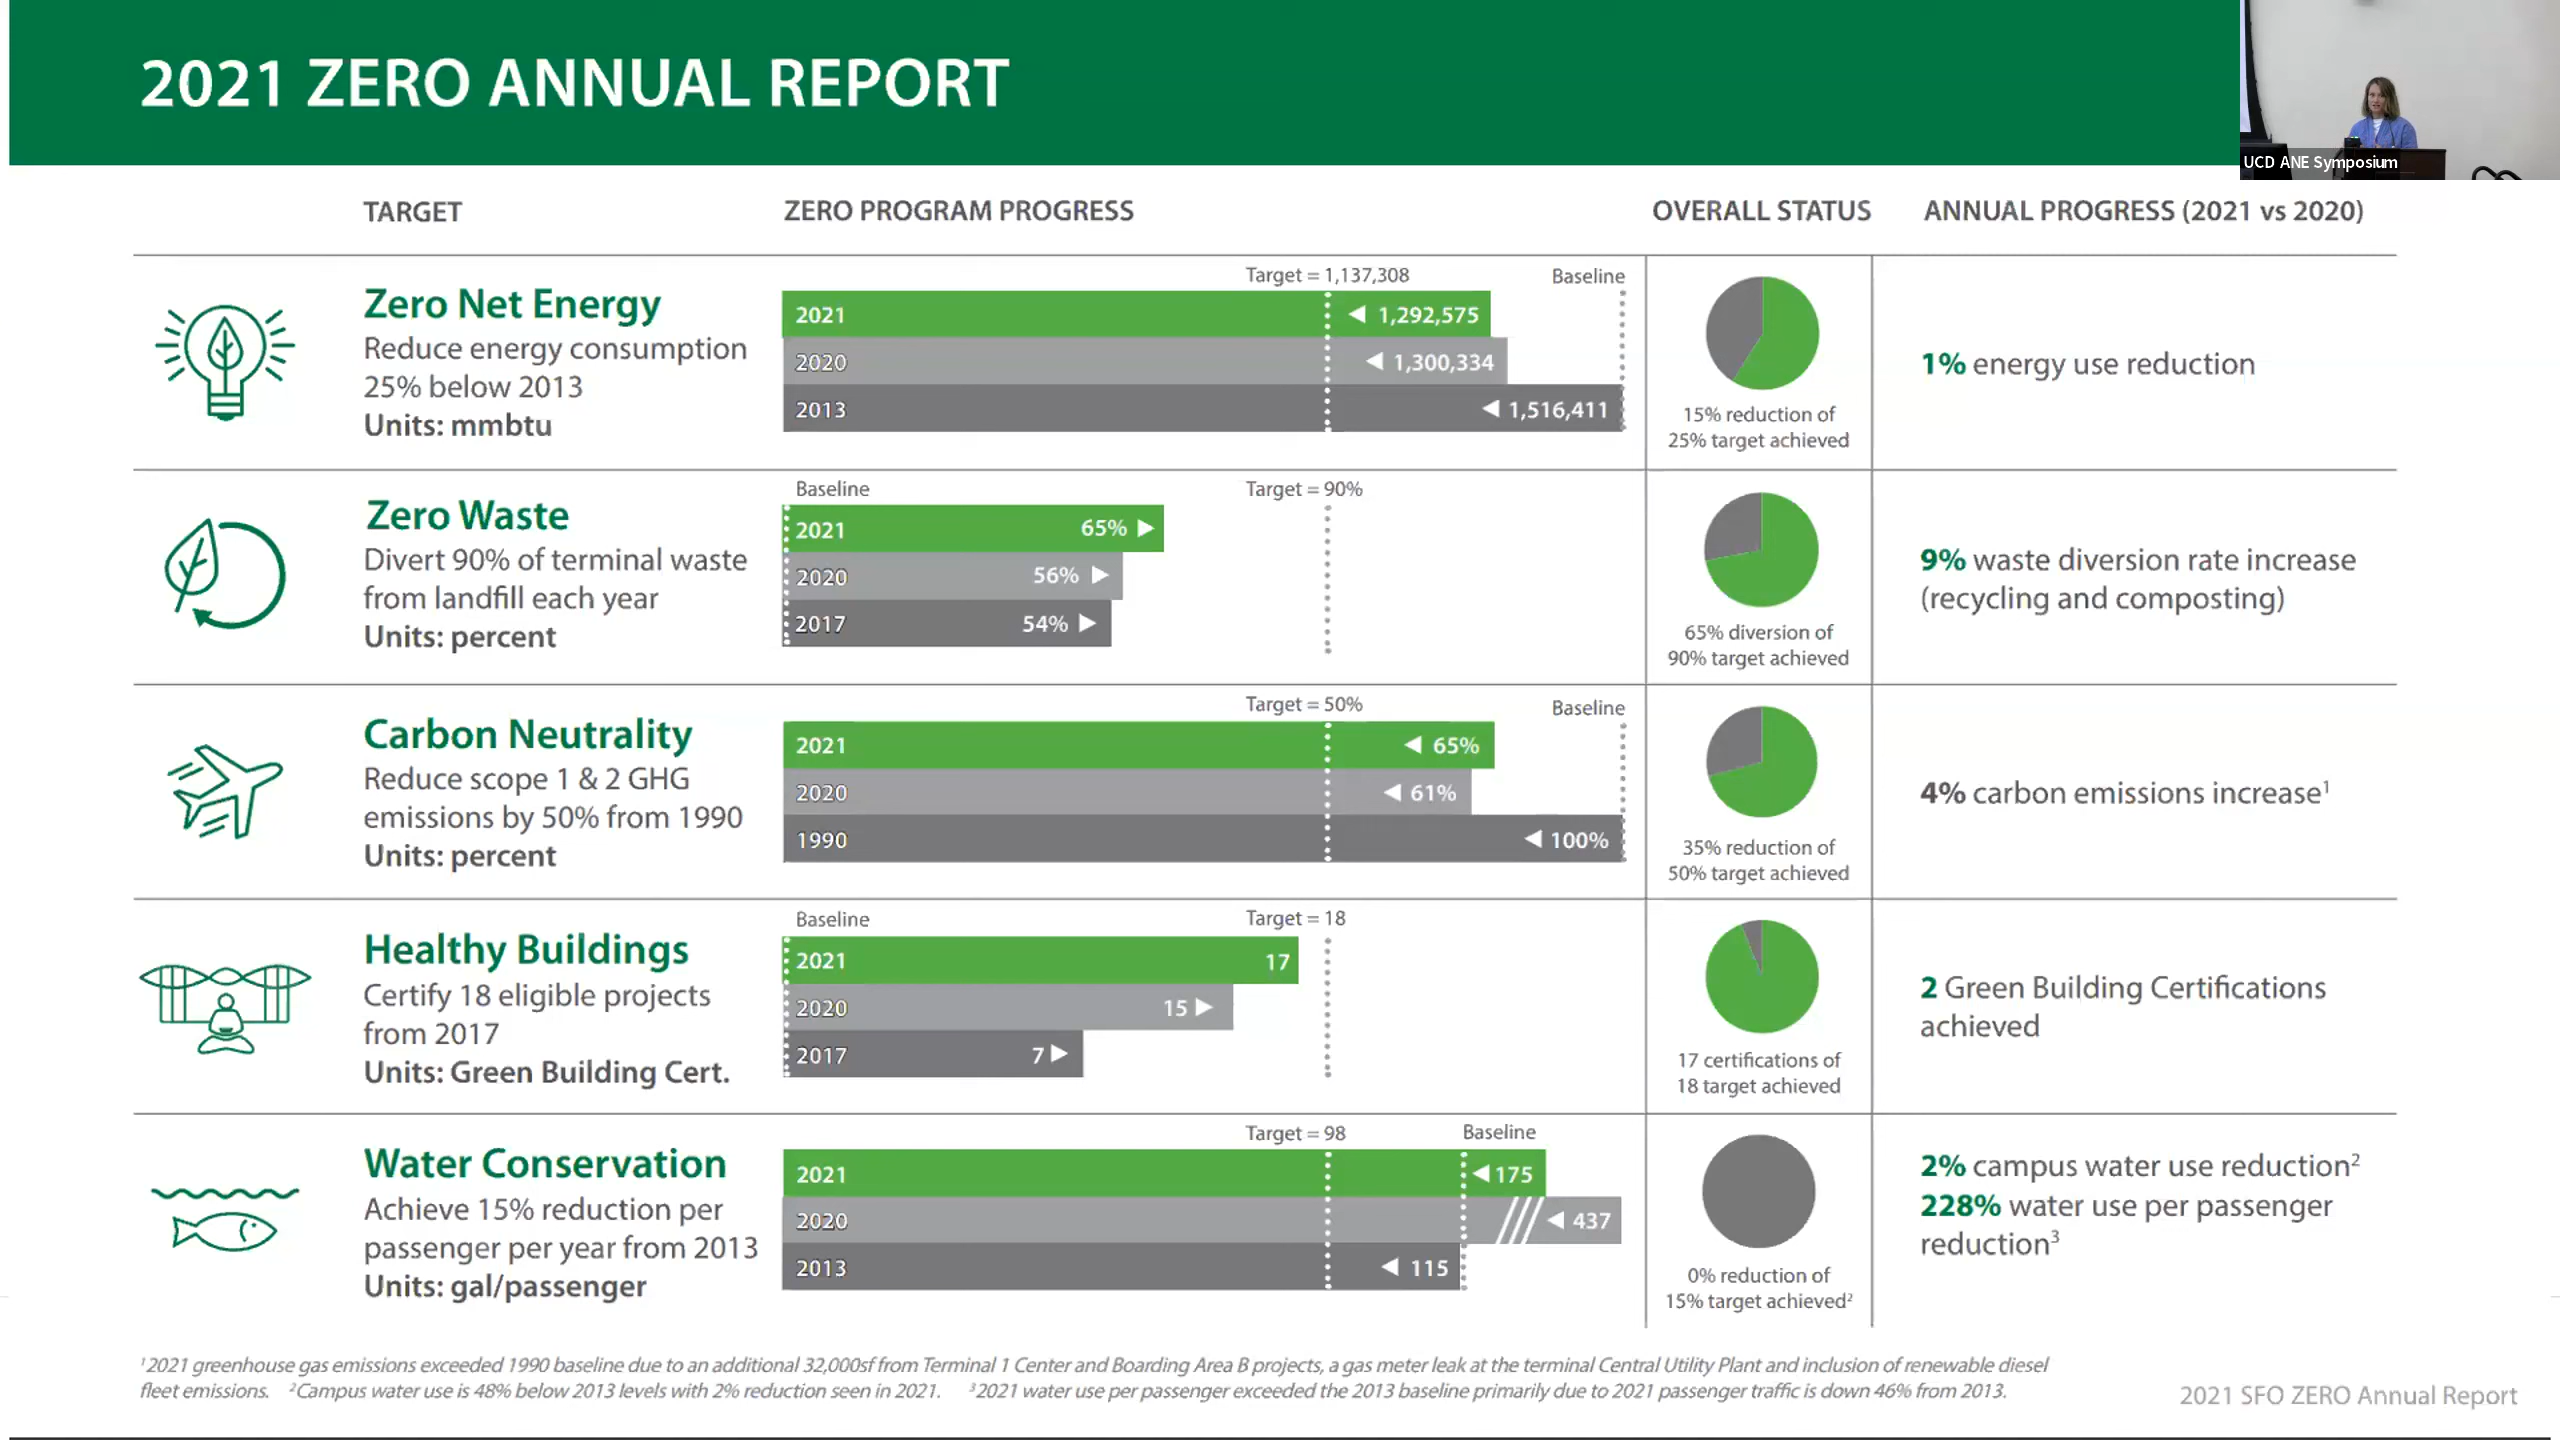 2021 ZERO ANNUAL REPORT
UCD ANE Symposium
TARGET
ZERO PROGRAM PROGRESS
OVERALL STATUS
ANNUAL PROGRESS (2021 vs 2020)
Zero Net Energy
Reduce energy consumption
25% below 2013
Units: mmbtu
Target = 1,137,308
Baseline
2021 ◀ 1,292,575
2020 ◀ 1,300,334
2013 ◀ 1,516,411
15% reduction of
25% target achieved
1% energy use reduction
Zero Waste
Divert 90% of terminal waste
from landfill each year
Units: percent
Baseline
Target = 90%
2021 65% ▶
2020 56% ▶
2017 54% ▶
65% diversion of
90% target achieved
9% waste diversion rate increase
(recycling and composting)
Carbon Neutrality
Reduce scope 1 & 2 GHG
emissions by 50% from 1990
Units: percent
Target = 50%
Baseline
2021 ◀ 65%
2020 ◀ 61%
1990 ◀ 100%
35% reduction of
50% target achieved
4% carbon emissions increase¹
Healthy Buildings
Certify 18 eligible projects
from 2017
Units: Green Building Cert.
Baseline
Target = 18
2021 17
2020 15 ▶
2017 7 ▶
17 certifications of
18 target achieved
2 Green Building Certifications
achieved
Water Conservation
Achieve 15% reduction per
passenger per year from 2013
Units: gal/passenger
Target = 98
Baseline
2021 ◀ 175
2020 ◀ 437
2013 ◀ 115
0% reduction of
15% target achieved²
2% campus water use reduction²
228% water use per passenger
reduction³
¹2021 greenhouse gas emissions exceeded 1990 baseline due to an additional 32,000sf from Terminal 1 Center and Boarding Area B projects, a gas meter leak at the terminal Central Utility Plant and inclusion of renewable diesel
fleet emissions. ²Campus water use is 48% below 2013 levels with 2% reduction seen in 2021. ³2021 water use per passenger exceeded the 2013 baseline primarily due to 2021 passenger traffic is down 46% from 2013.
2021 SFO ZERO Annual Report